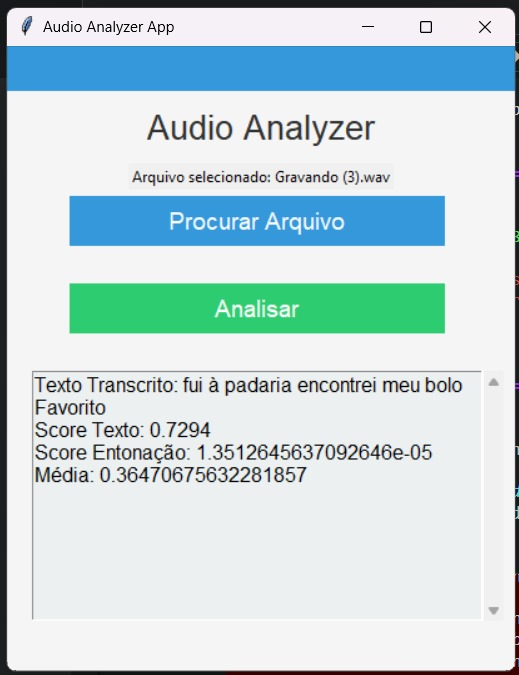 Audio Analyzer App
Audio Analyzer
Arquivo selecionado: Gravando (3).wav
Procurar Arquivo
Analisar
Texto Transcrito: fui à padaria encontrei meu bolo
Favorito
Score Texto: 0.7294
Score Entonação: 1.3512645637092646e-05
Média: 0.36470675632281857